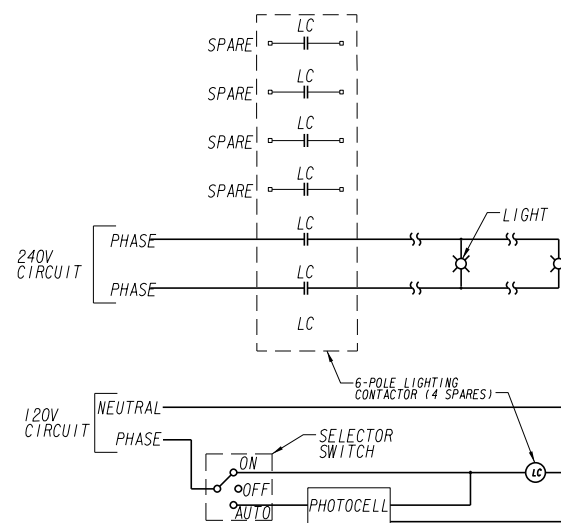 LC
SPARE
LC
SPARE
LC
SPARE
LC
SPARE
LC
PHASE
LIGHT
240V
CIRCUIT
LC
PHASE
LC
6-POLE LIGHTING
CONTACTOR (4 SPARES)
NEUTRAL
120V
CIRCUIT
PHASE
SELECTOR
SWITCH
ON
LC
OFF
AUTO
PHOTOCELL